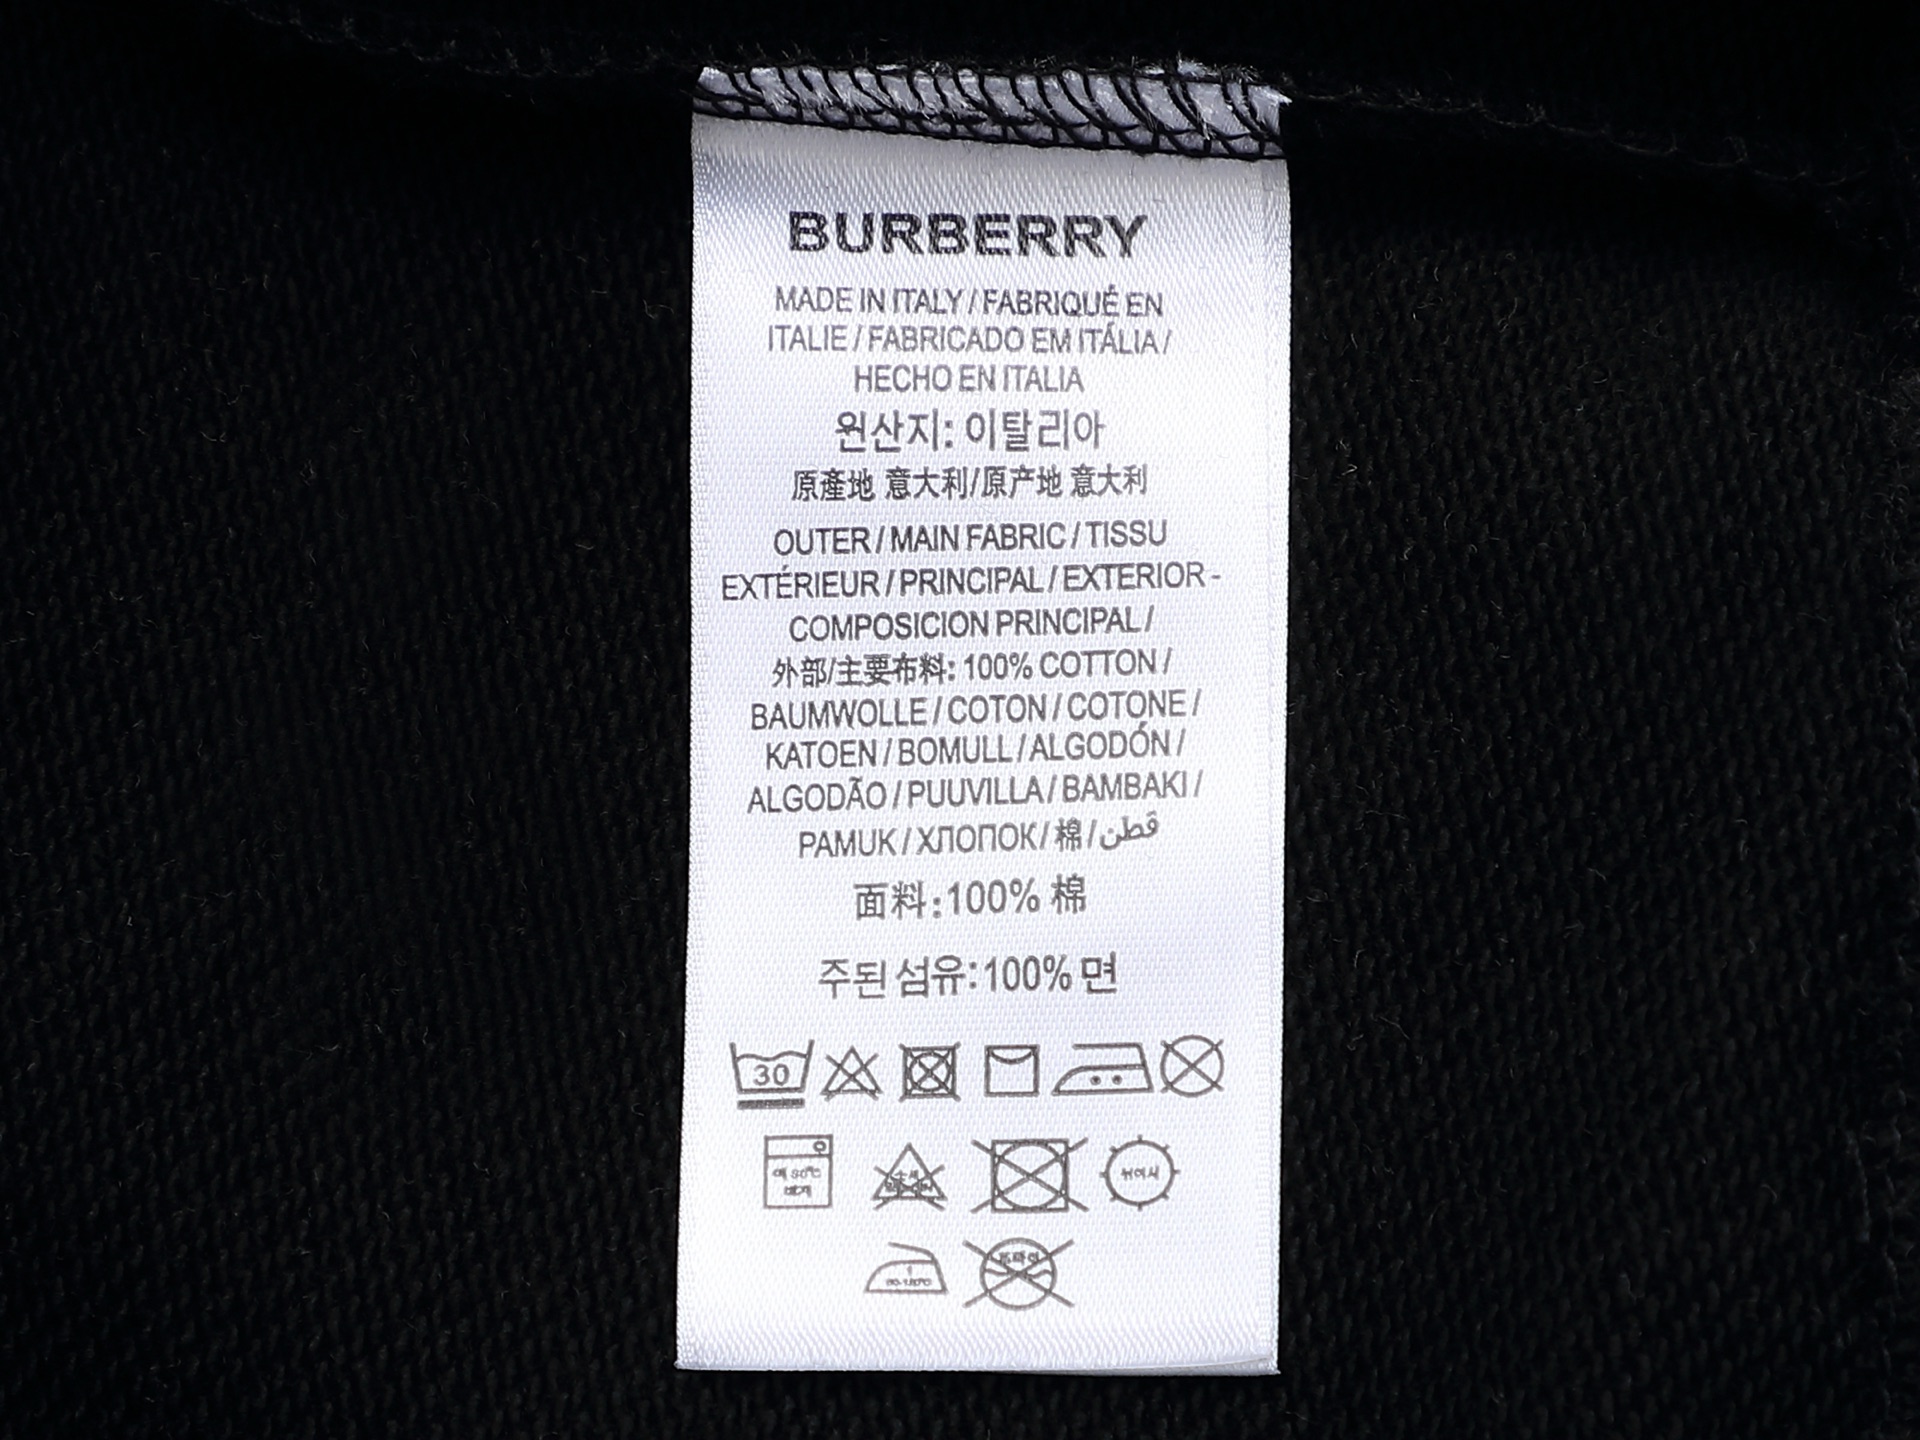 BURBERRY
MADE IN ITALY / FABRIQUÉ EN
ITALIE / FABRICADO EM ITÁLIA /
HECHO EN ITALIA
원산지: 이탈리아
原產地 意大利/原产地 意大利
OUTER / MAIN FABRIC / TISSU
EXTÉRIEUR / PRINCIPAL / EXTERIOR -
COMPOSICION PRINCIPAL /
外部/主要布料: 100% COTTON /
BAUMWOLLE / COTON / COTONE /
KATOEN / BOMULL / ALGODÓN /
ALGODÃO / PUUVILLA / BAMBAKI /
PAMUK / ХЛОПОК / 棉 / قطن
面料:100% 棉
주된 섬유:100% 면
30
뉘어서